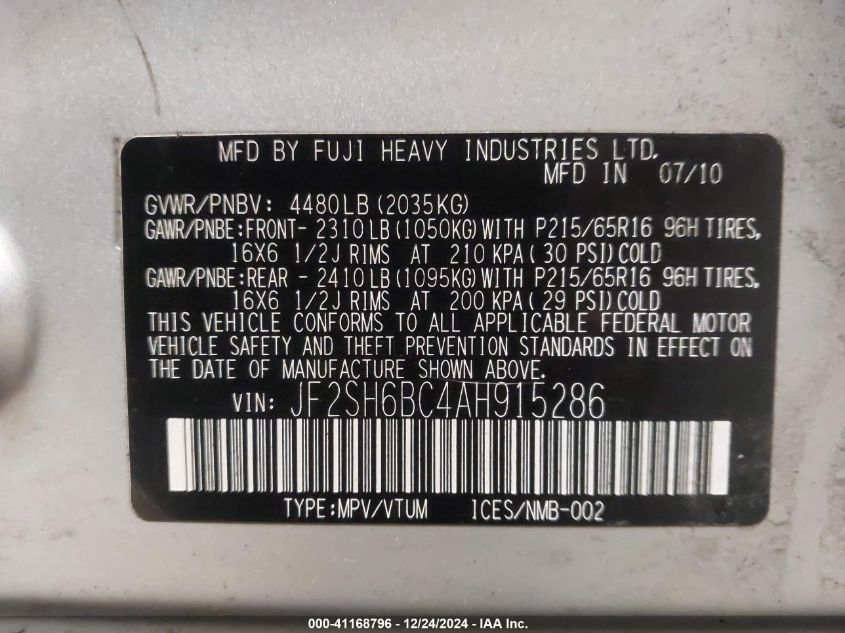 MFD BY FUJI HEAVY INDUSTRIES LTD.
MFD IN 07/10
GVWR/PNBV: 4480LB (2035KG)
GAWR/PNBE:FRONT- 2310LB (1050KG) WITH P215/65R16 96H TIRES,
16X6 1/2J RIMS AT 210 KPA ( 30 PSI) COLD
GAWR/PNBE:REAR - 2410LB (1095KG) WITH P215/65R16 96H TIRES,
16X6 1/2J RIMS AT 200 KPA ( 29 PSI) COLD
THIS VEHICLE CONFORMS TO ALL APPLICABLE FEDERAL MOTOR
VEHICLE SAFETY AND THEFT PREVENTION STANDARDS IN EFFECT ON
THE DATE OF MANUFACTURE SHOWN ABOVE.
VIN: JF2SH6BC4AH915286
TYPE:MPV/VTUM ICES/NMB-002
000-41168796 - 12/24/2024 - IAA Inc.